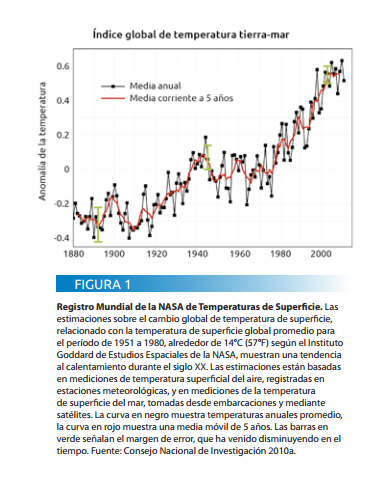 Índice global de temperatura tierra-mar
Anomalía de la temperatura
0.6
0.4
0.2
0
-0.2
-0.4
Media anual
Media corriente a 5 años
1880 1900 1920 1940 1960 1980 2000
FIGURA 1
Registro Mundial de la NASA de Temperaturas de Superficie. Las
estimaciones sobre el cambio global de temperatura de superficie,
relacionado con la temperatura de superficie global promedio para
el período de 1951 a 1980, alrededor de 14°C (57°F) según el Instituto
Goddard de Estudios Espaciales de la NASA, muestran una tendencia
al calentamiento durante el siglo XX. Las estimaciones están basadas
en mediciones de temperatura superficial del aire, registradas en
estaciones meteorológicas, y en mediciones de la temperatura
de superficie del mar, tomadas desde embarcaciones y mediante
satélites. La curva en negro muestra temperaturas anuales promedio,
la curva en rojo muestra una media móvil de 5 años. Las barras en
verde señalan el margen de error, que ha venido disminuyendo en el
tiempo. Fuente: Consejo Nacional de Investigación 2010a.